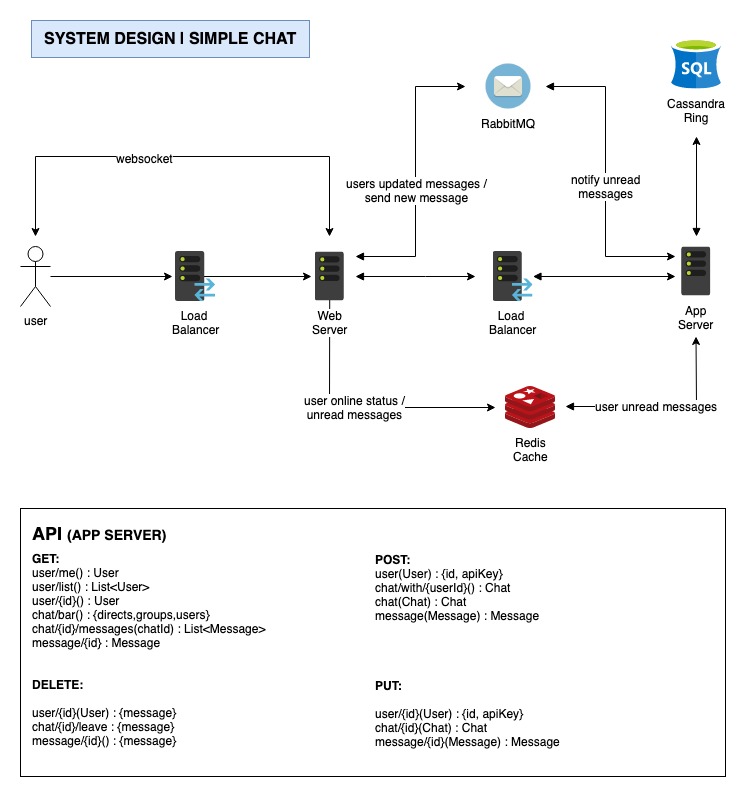 SYSTEM DESIGN | SIMPLE CHAT
SQL
Cassandra
Ring
RabbitMQ
websocket
users updated messages /
send new message
notify unread
messages
user
Load
Balancer
Web
Server
Load
Balancer
App
Server
user online status /
unread messages
user unread messages
Redis
Cache
API (APP SERVER)
GET:
user/me() : User
user/list() : List<User>
user/{id}() : User
chat/bar() : {directs,groups,users}
chat/{id}/messages(chatId) : List<Message>
message/{id} : Message
POST:
user(User) : {id, apiKey}
chat/with/{userId}() : Chat
chat(Chat) : Chat
message(Message) : Message
DELETE:
user/{id}(User) : {message}
chat/{id}/leave : {message}
message/{id}() : {message}
PUT:
user/{id}(User) : {id, apiKey}
chat/{id}(Chat) : Chat
message/{id}(Message) : Message